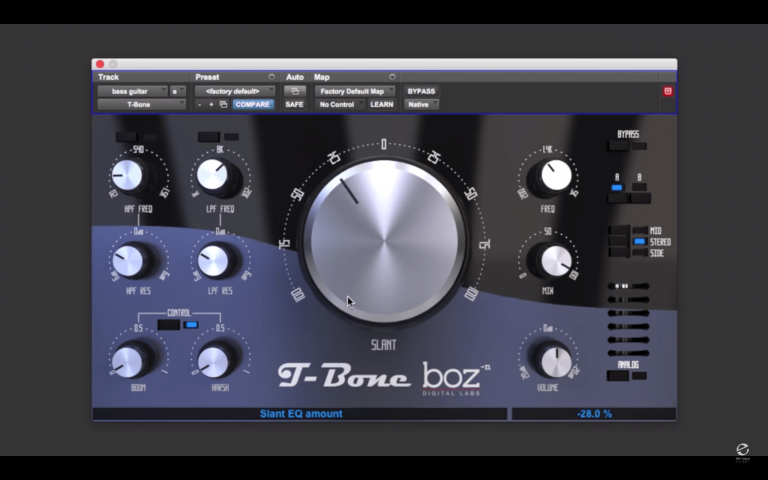 Track Preset Auto Map
bass guitar e <factory default> Factory Default Map BYPASS
T-Bone - + COMPARE SAFE No Control LEARN Native
540 8K 0 1.4K BYPASS
25 25
HPF FREQ LPF FREQ 50 50 FREQ A B
0dB 0dB 50 MID
75 75 STEREO
SIDE
HPF RES LPF RES 100 100 MIX
CONTROL
0.5 0.5 SLANT 0dB
T-Bone boz
DIGITAL LABS
ANALOG
BOOM HARSH VOLUME
Slant EQ amount -28.0 %